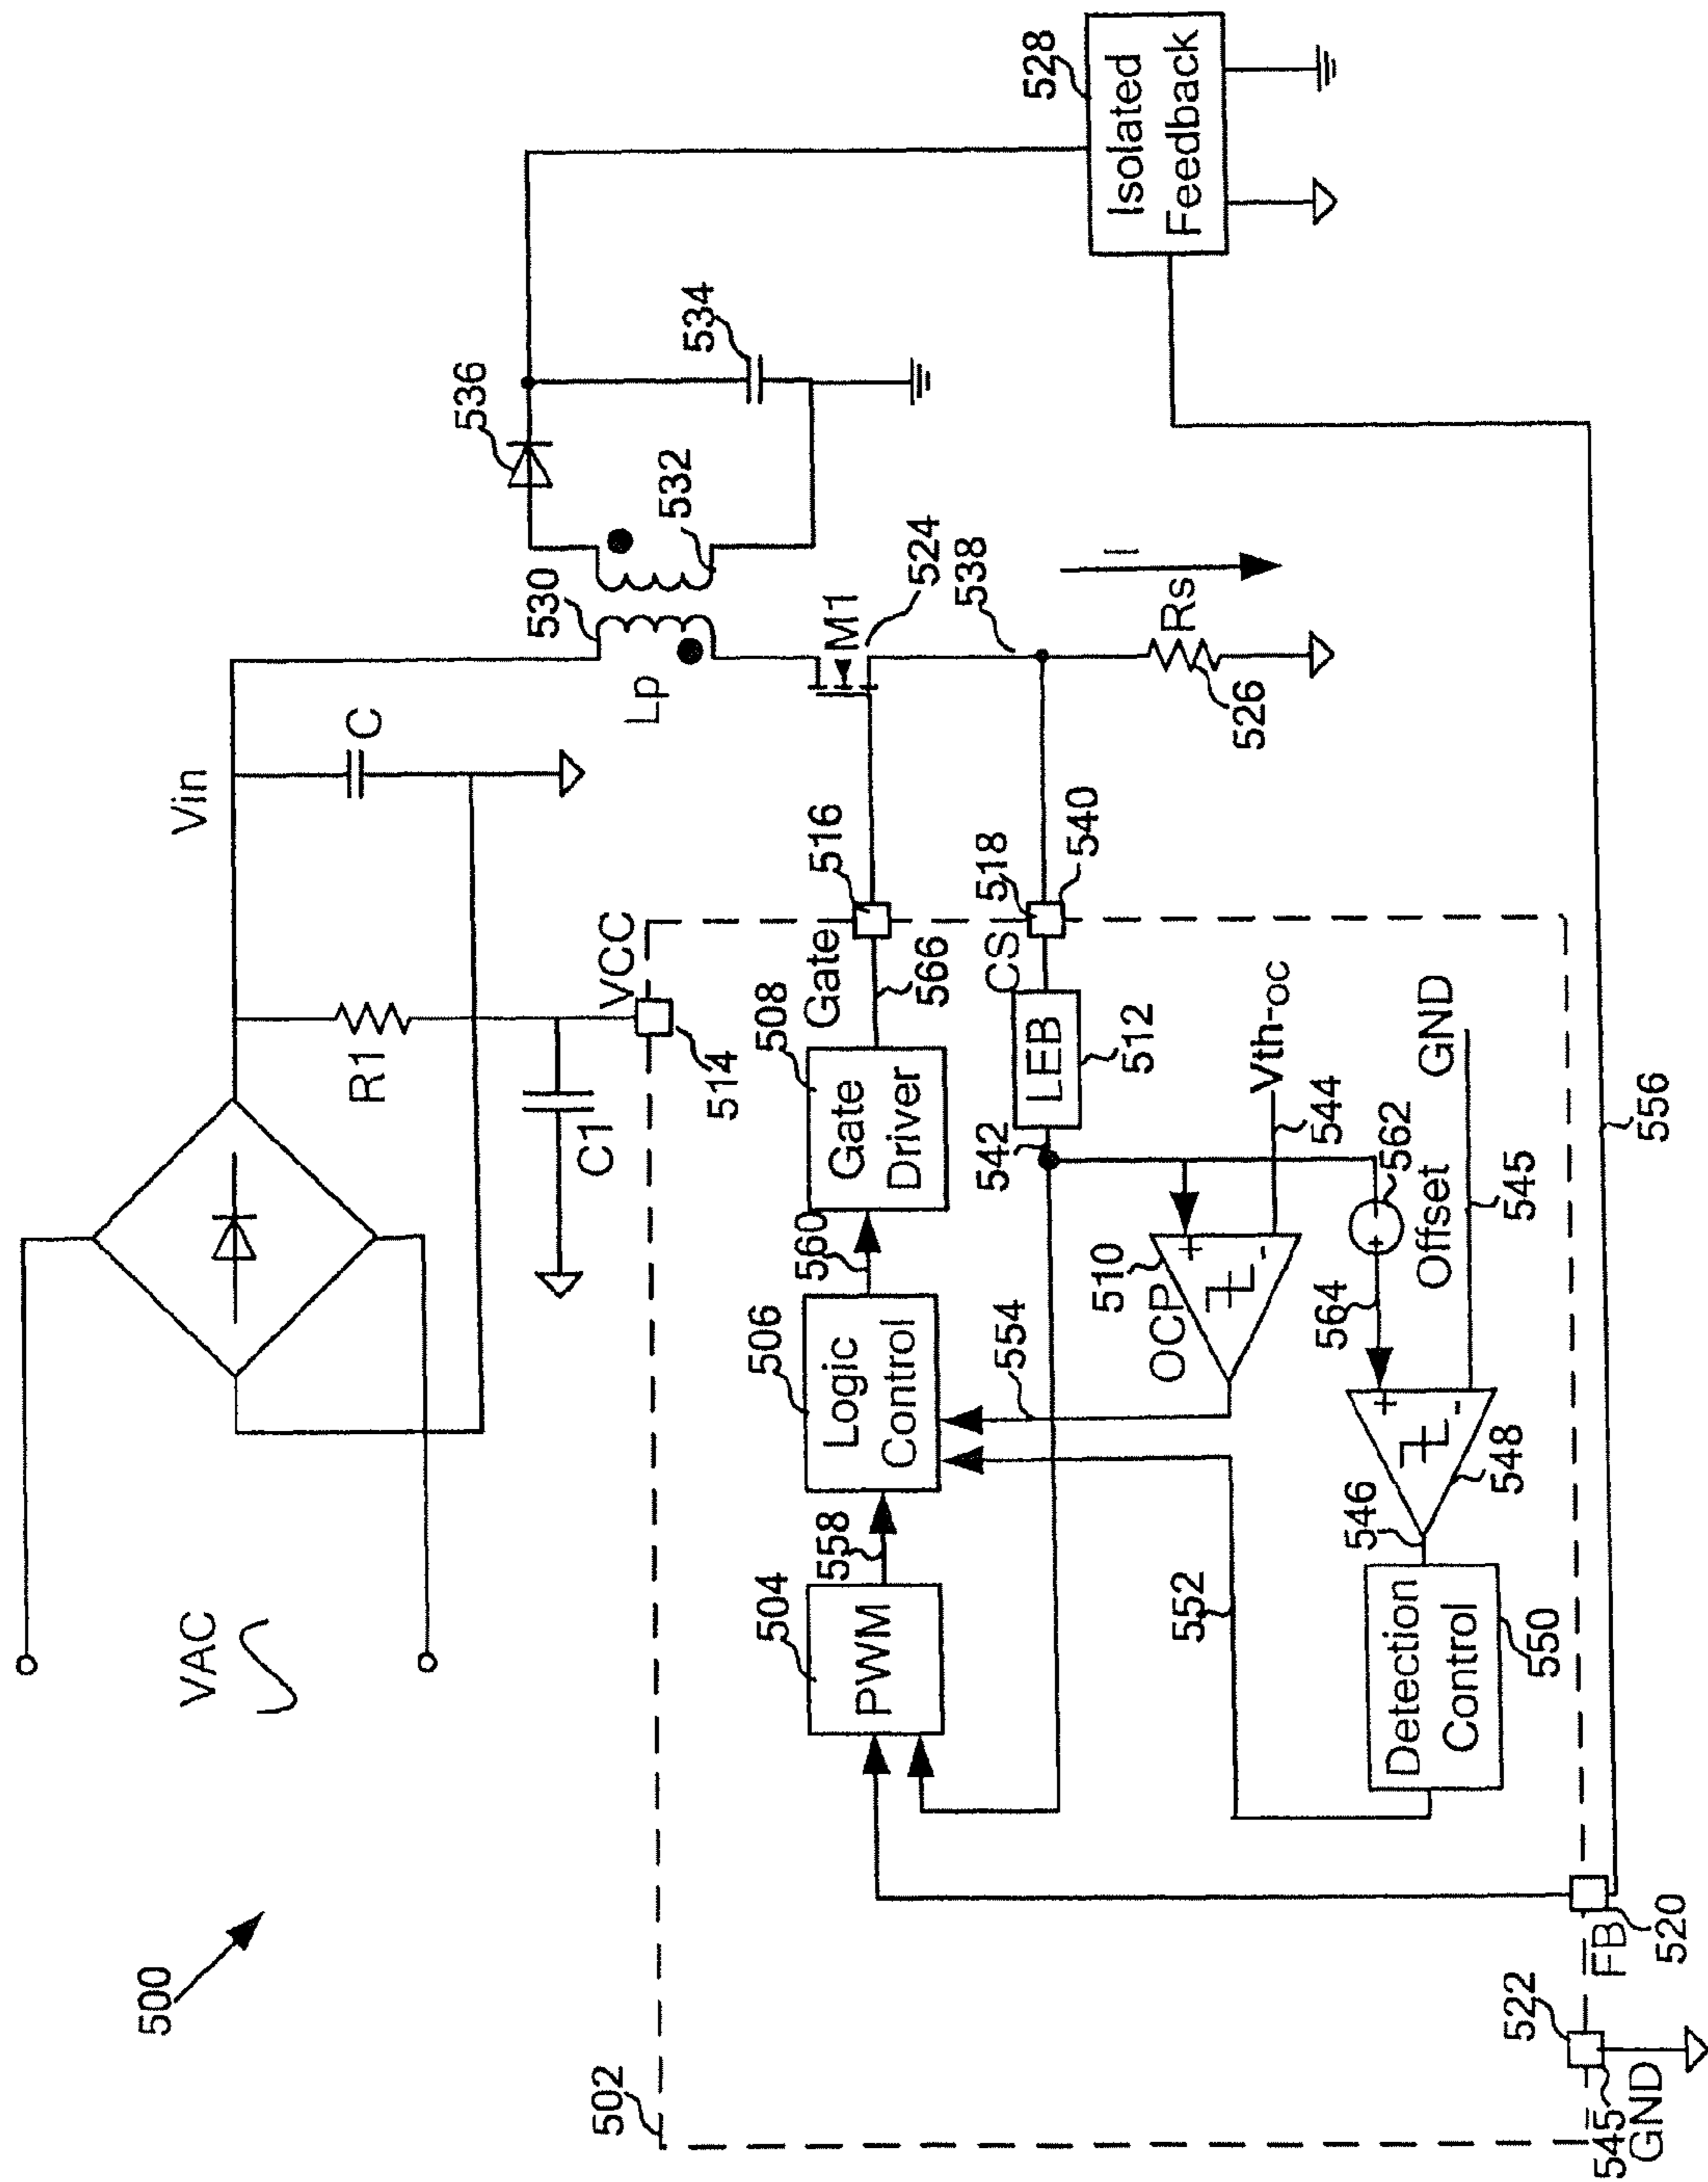 500
VAC
Vin
R1
C
C1
VCC
514
502
530
Lp
532
536
534
528
Isolated
Feedback
504
PWM
558
506
Logic
Control
560
508
Gate
Driver
566
Gate
516
M1
524
538
I
Rs
526
CS
518
540
LEB
512
542
554
510
OCP
Vth-oc
544
552
546
548
564
562
Offset
GND
545
Detection
Control
550
556
FB
520
522
545
GND